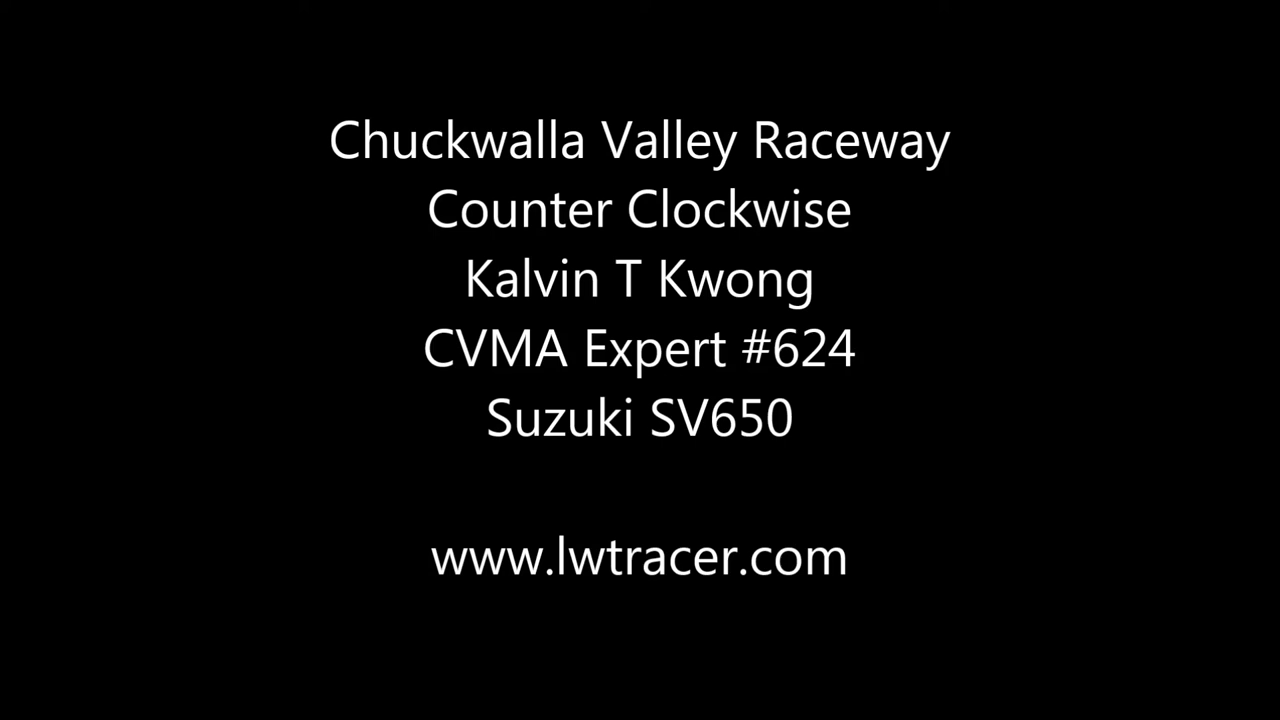 Chuckwalla Valley Raceway
Counter Clockwise
Kalvin T Kwong
CVMA Expert #624
Suzuki SV650
www.lwtracer.com